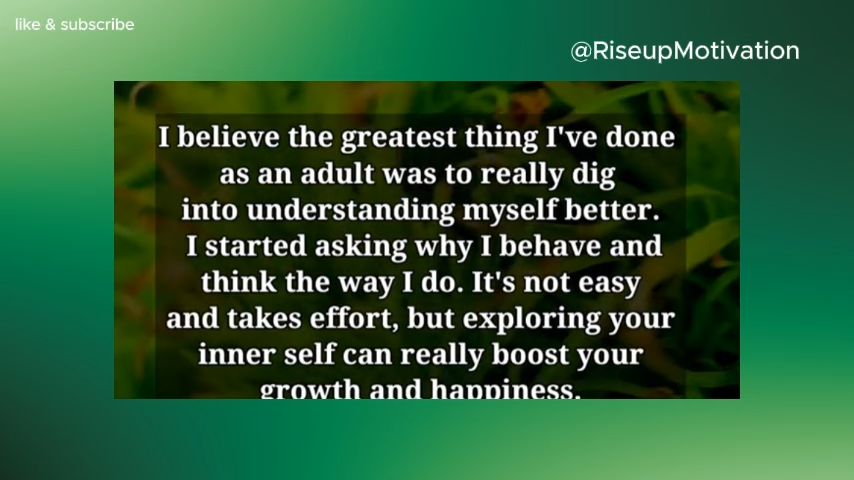 like & subscribe
@RiseupMotivation
I believe the greatest thing I've done
as an adult was to really dig
into understanding myself better.
I started asking why I behave and
think the way I do. It's not easy
and takes effort, but exploring your
inner self can really boost your
growth and happiness.